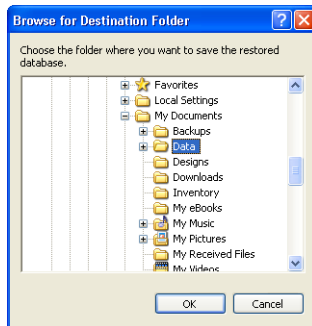 Browse for Destination Folder
Choose the folder where you want to save the restored
database.
Favorites
Local Settings
My Documents
Backups
Data
Designs
Downloads
Inventory
My eBooks
My Music
My Pictures
My Received Files
My Videos
OK
Cancel